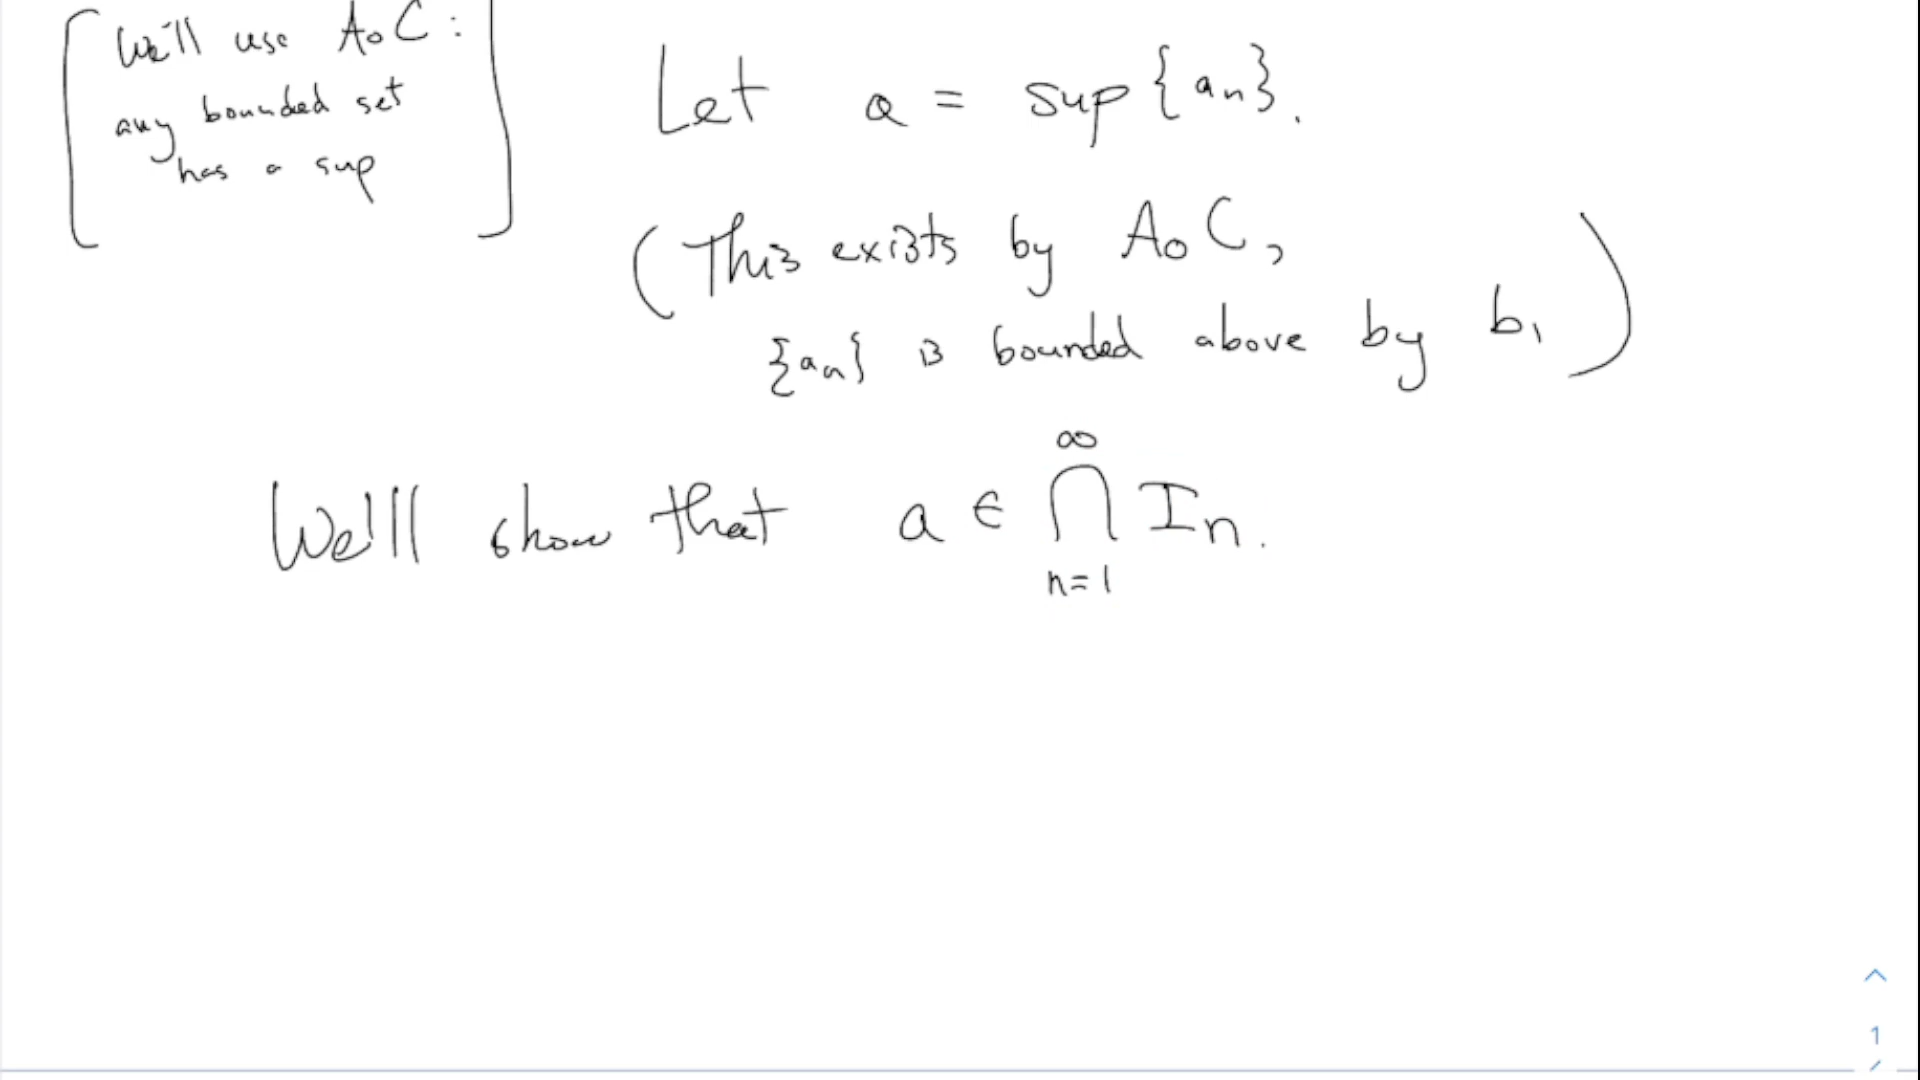 We'll use AoC:
any bounded set
has a sup
Let a = sup {aₙ}.
(This exists by AoC,
{aₙ} is bounded above by b₁)
We'll show that a ∈ ⋂ₙ₌₁^∞ Iₙ.
1